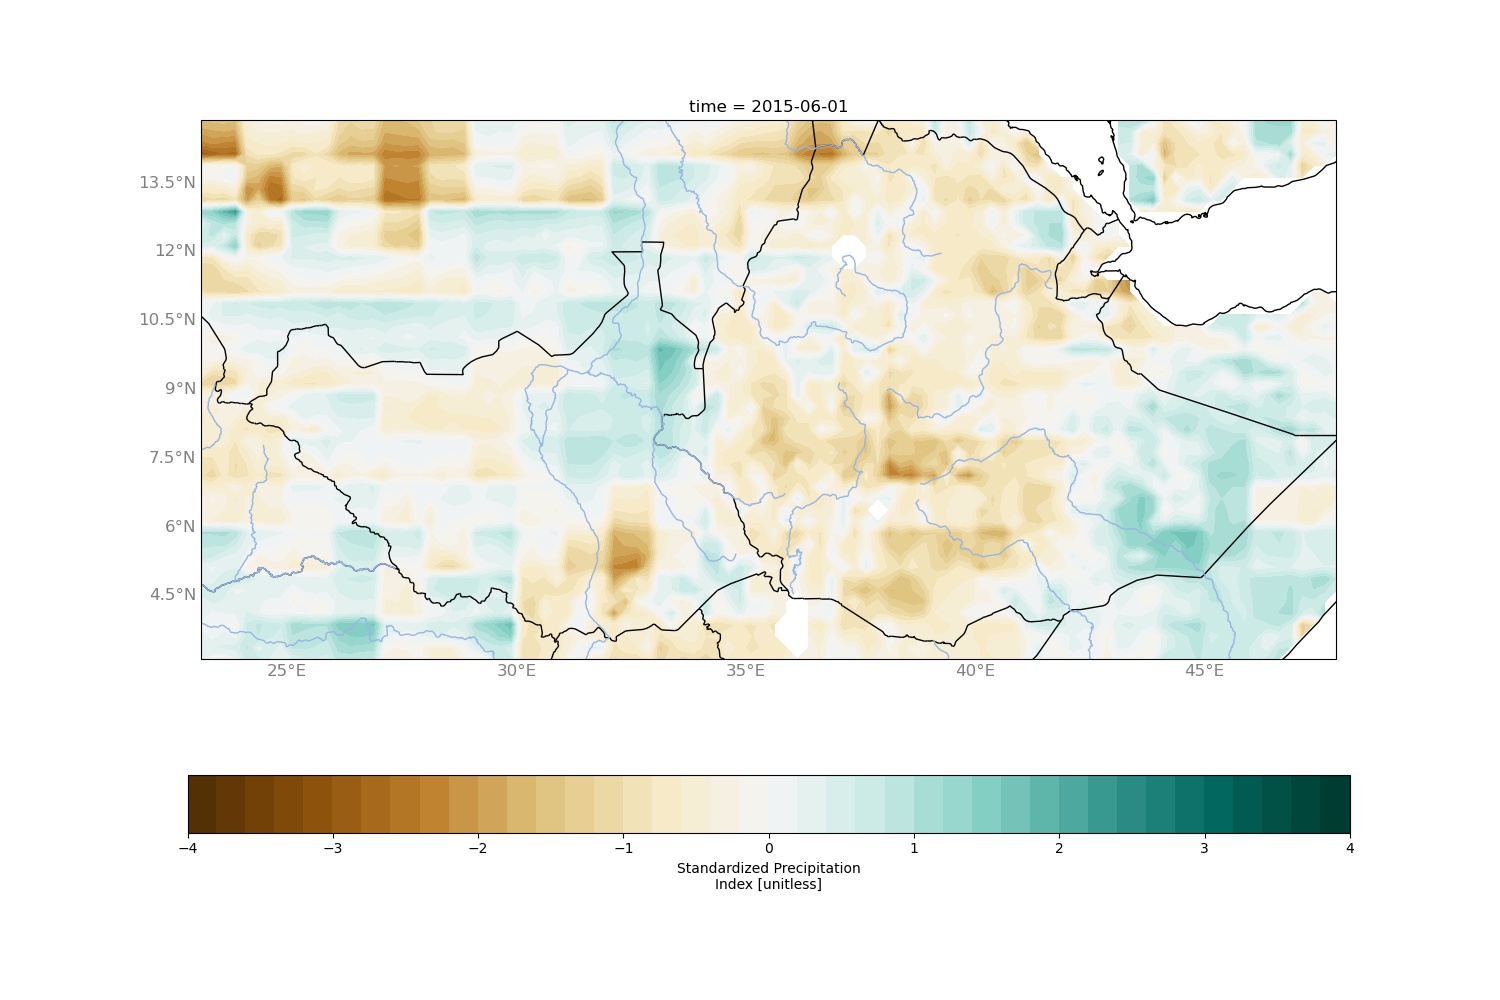 time = 2015-06-01
13.5°N
12°N
10.5°N
9°N
7.5°N
6°N
4.5°N
25°E 30°E 35°E 40°E 45°E
−4 −3 −2 −1 0 1 2 3 4
Standardized Precipitation
Index [unitless]